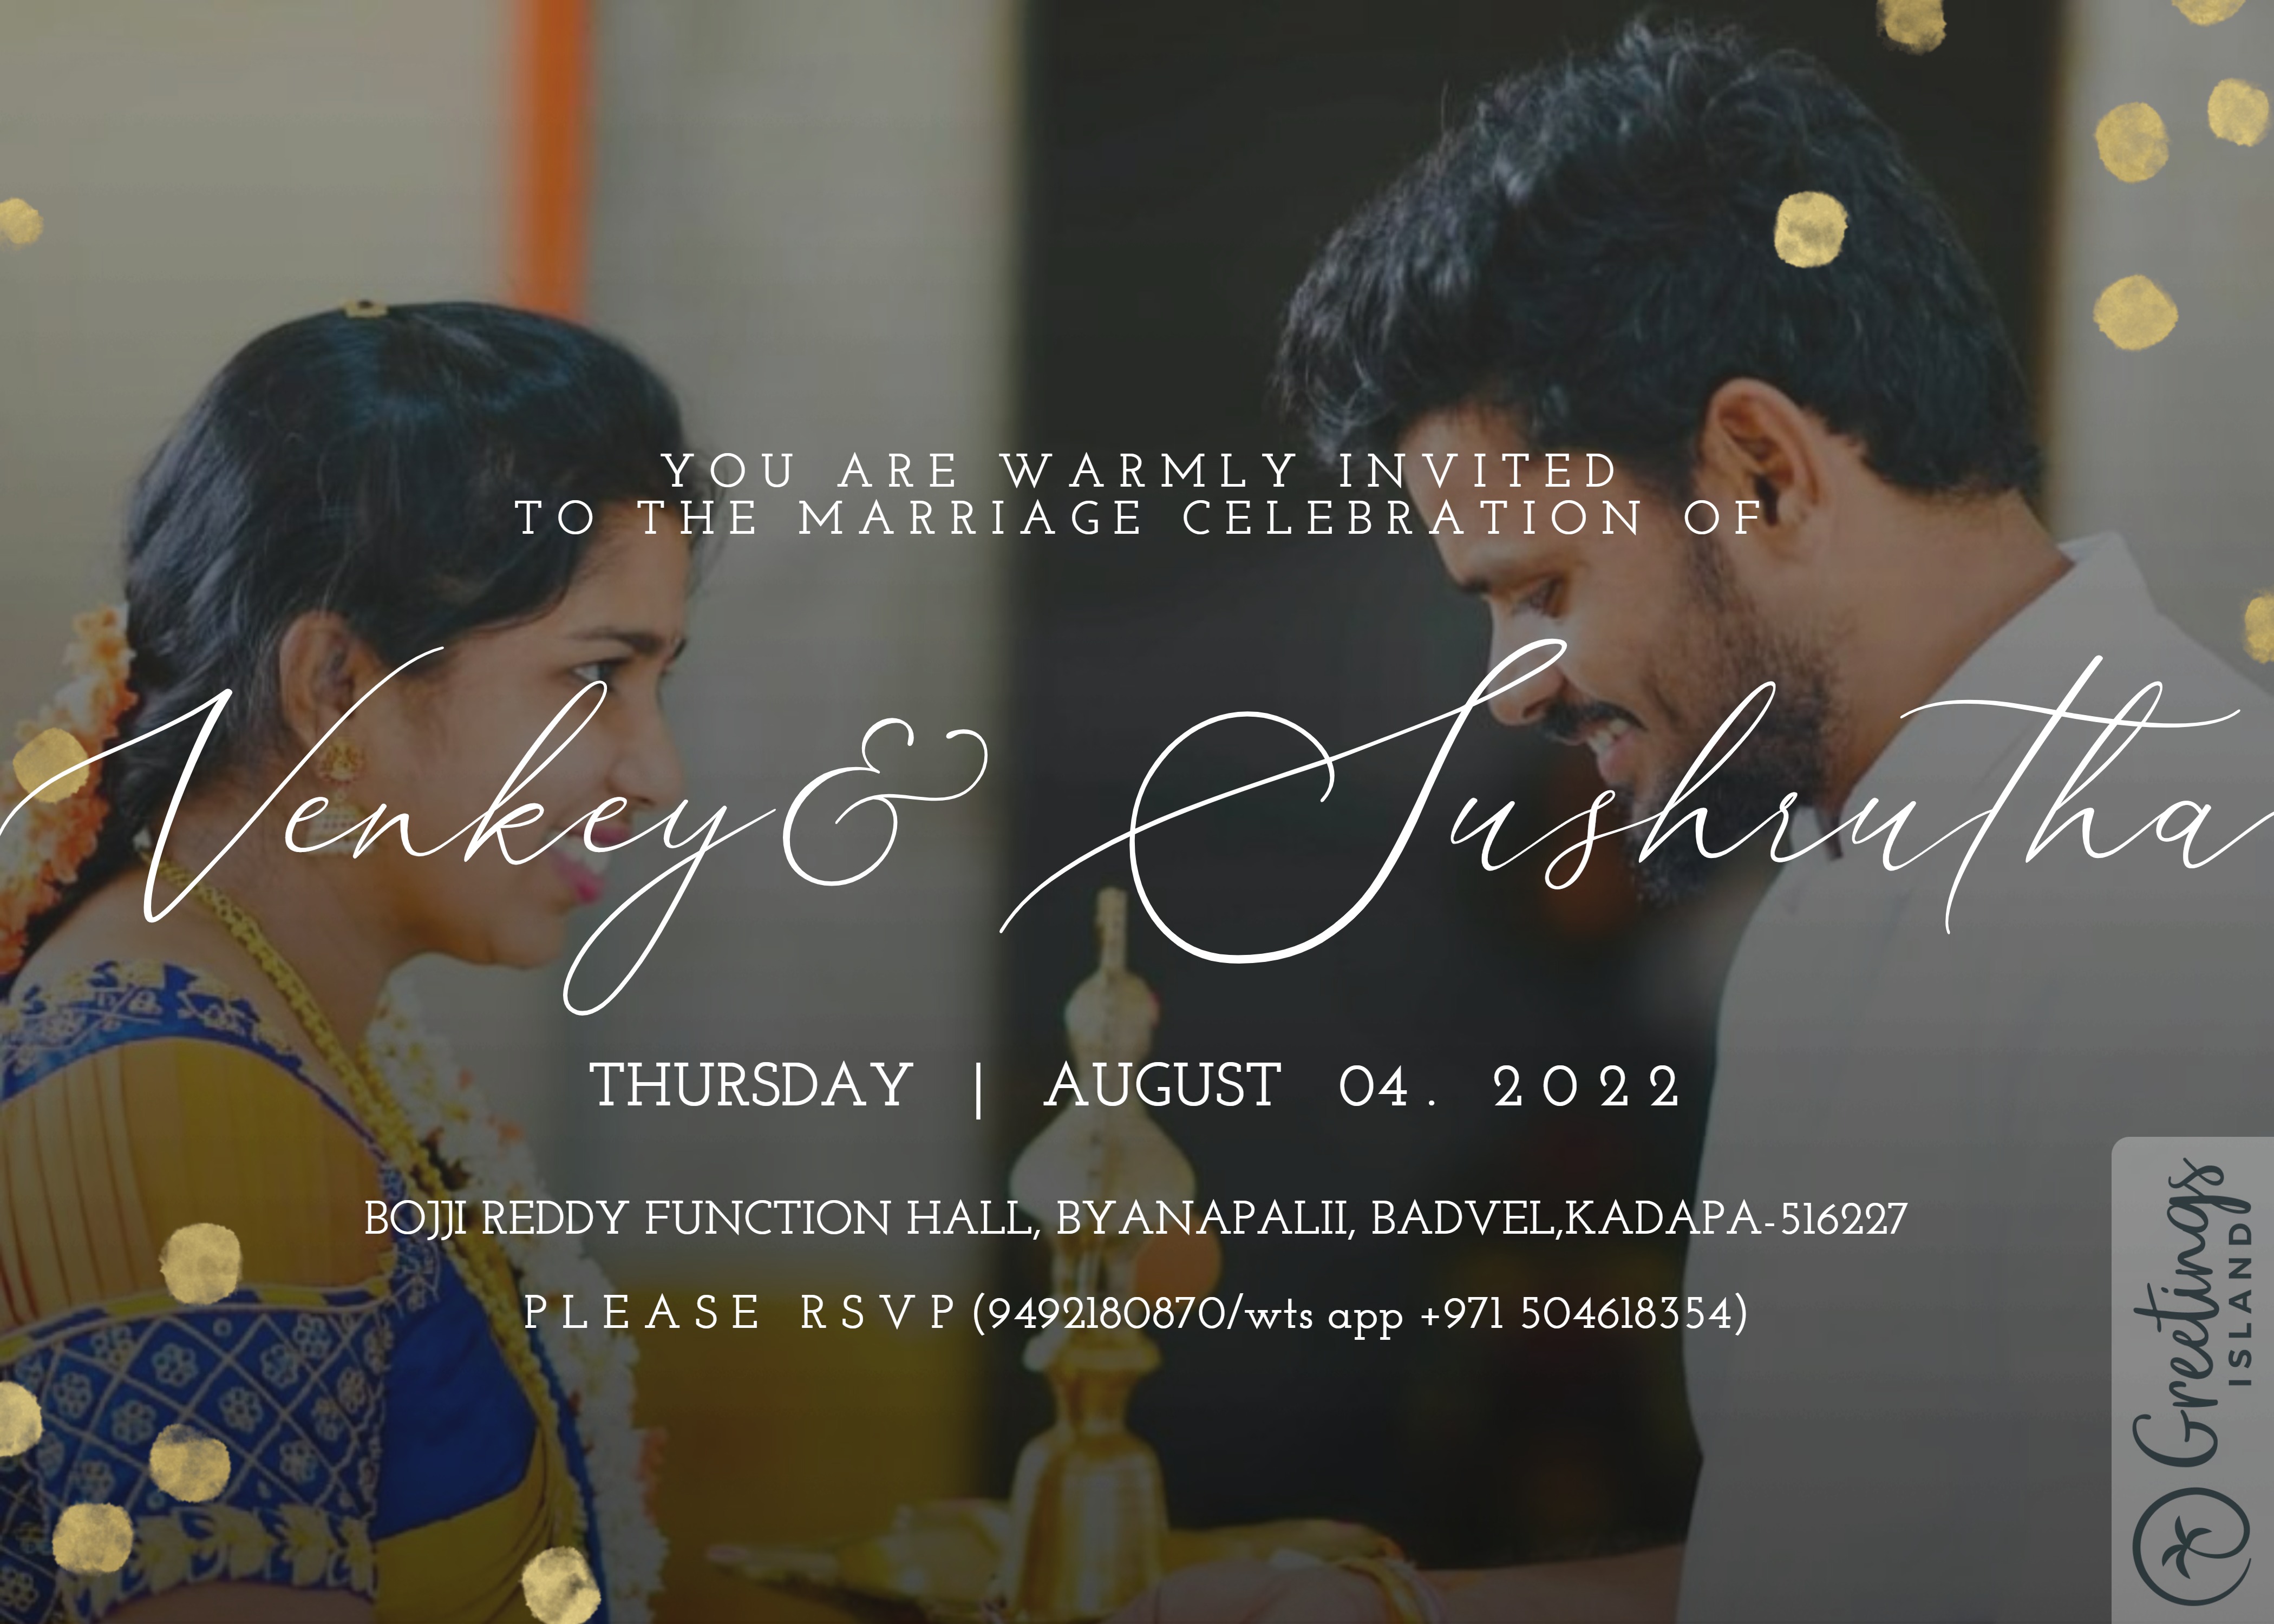 YOU ARE WARMLY INVITED
TO THE MARRIAGE CELEBRATION OF
Venkey & Sushrutha
THURSDAY | AUGUST 04. 2022
BOJJI REDDY FUNCTION HALL, BYANAPALII, BADVEL,KADAPA-516227
PLEASE RSVP (9492180870/wts app +971 504618354)
Greetings
ISLAND